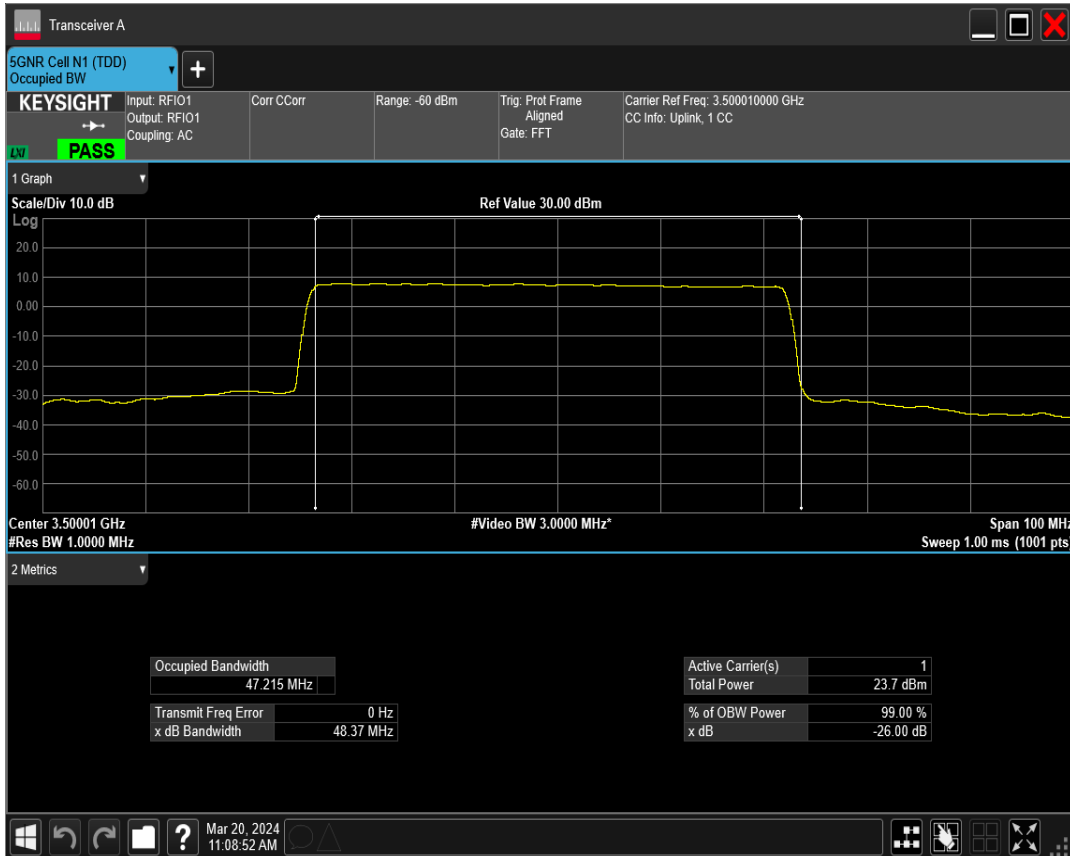 Transceiver A
5GNR Cell N1 (TDD)
Occupied BW
+
KEYSIGHT
LXI
PASS
Input: RFIO1
Output: RFIO1
Coupling: AC
Corr CCorr
Range: -60 dBm
Trig: Prot Frame
Aligned
Gate: FFT
Carrier Ref Freq: 3.500010000 GHz
CC Info: Uplink, 1 CC
1 Graph
Scale/Div 10.0 dB
Ref Value 30.00 dBm
Log
20.0
10.0
0.00
-10.0
-20.0
-30.0
-40.0
-50.0
-60.0
Center 3.50001 GHz
#Video BW 3.0000 MHz*
Span 100 MHz
#Res BW 1.0000 MHz
Sweep 1.00 ms (1001 pts)
2 Metrics
Occupied Bandwidth
47.215 MHz
Transmit Freq Error 0 Hz
x dB Bandwidth 48.37 MHz
Active Carrier(s) 1
Total Power 23.7 dBm
% of OBW Power 99.00 %
x dB -26.00 dB
?
Mar 20, 2024
11:08:52 AM